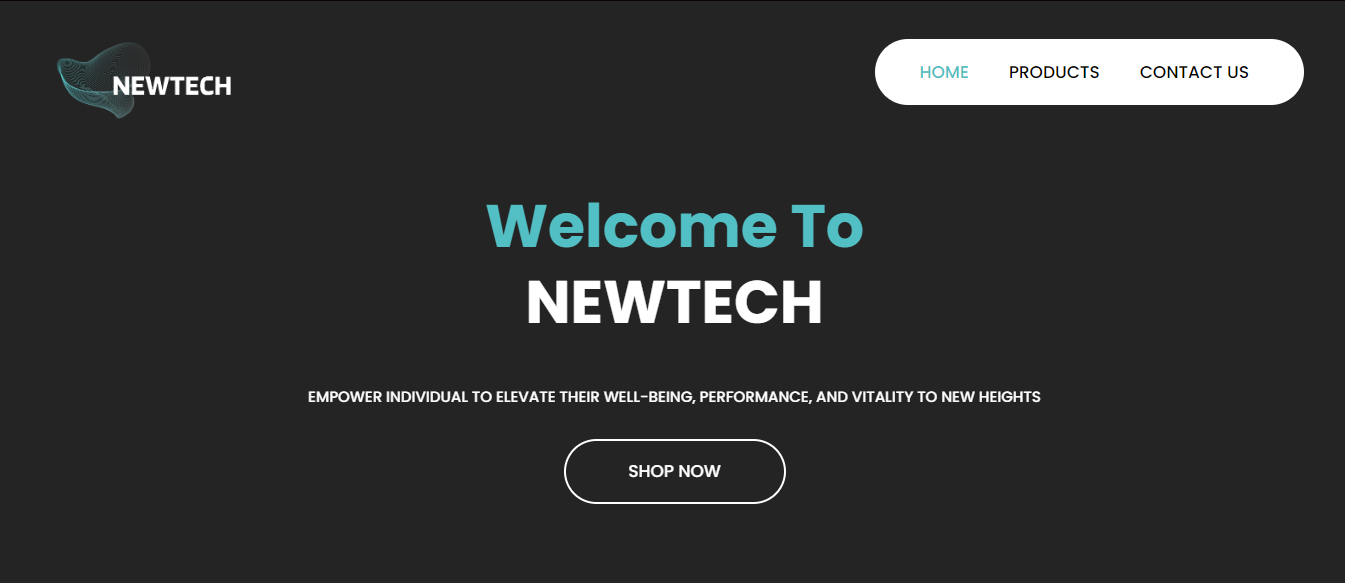 NEWTECH
HOME PRODUCTS CONTACT US
Welcome To
NEWTECH
EMPOWER INDIVIDUAL TO ELEVATE THEIR WELL-BEING, PERFORMANCE, AND VITALITY TO NEW HEIGHTS
SHOP NOW